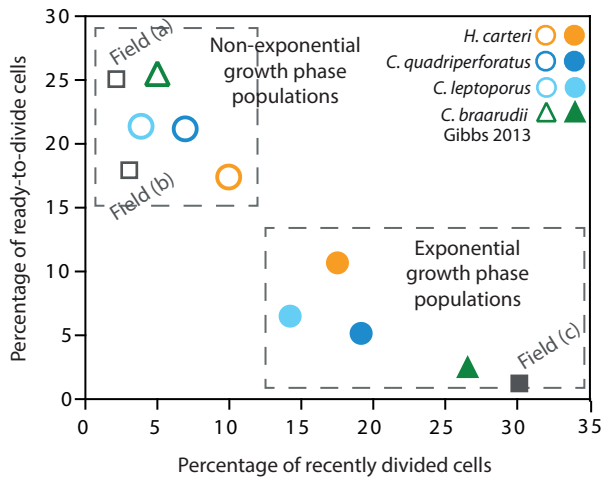 30
25
20
15
10
5
0
Percentage of ready-to-divide cells
Field (a)
Field (b)
Non-exponential
growth phase
populations
H. carteri
C. quadriperforatus
C. leptoporus
C. braarudii
Gibbs 2013
Exponential
growth phase
populations
Field (c)
0 5 10 15 20 25 30 35
Percentage of recently divided cells